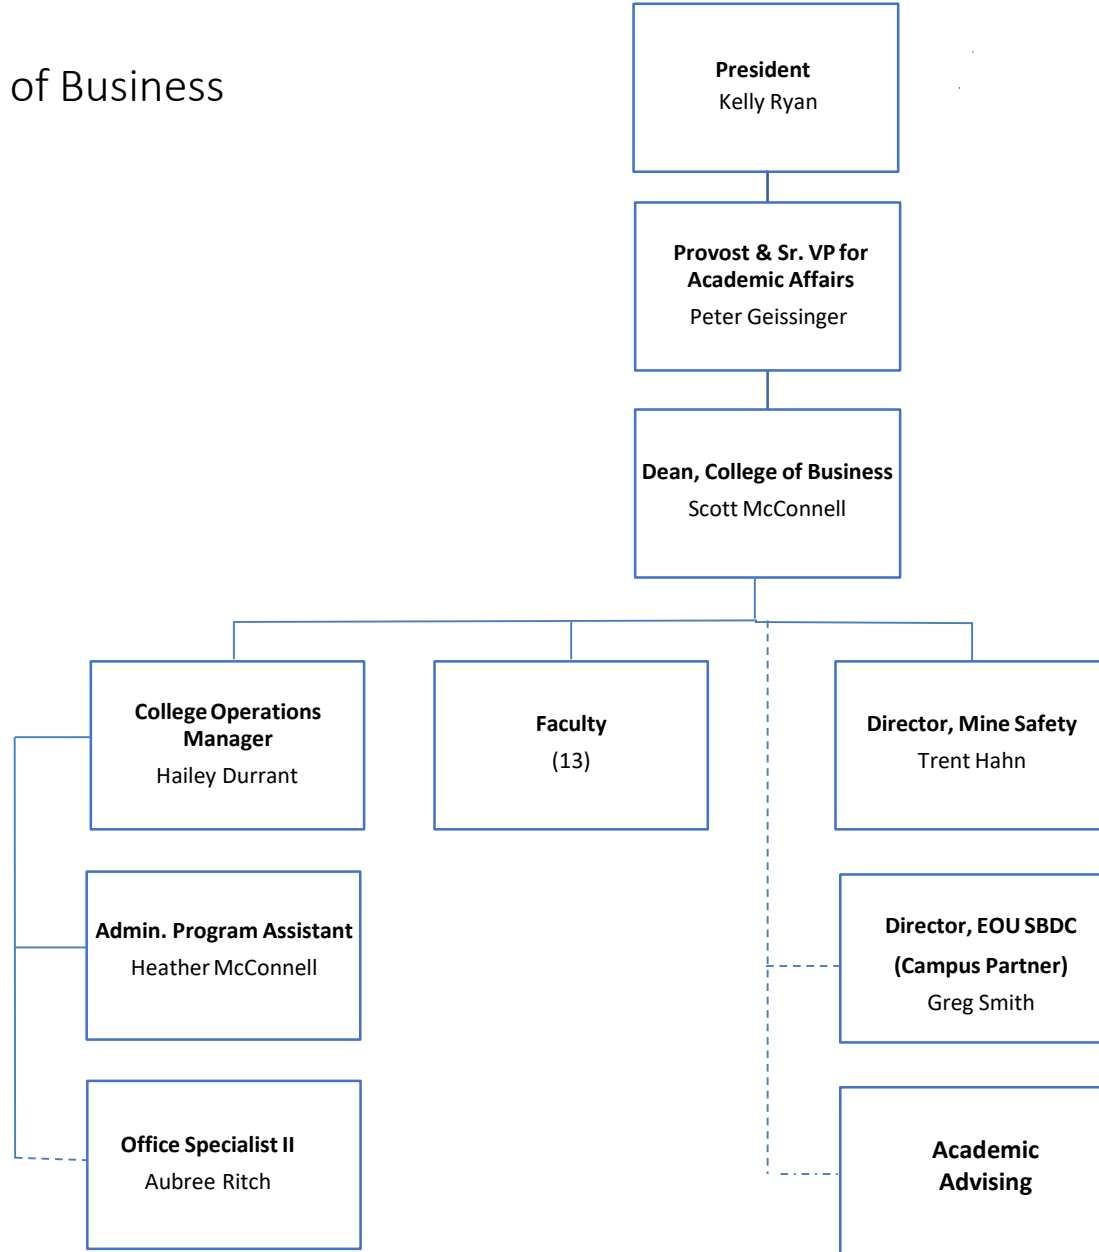 of Business
President
Kelly Ryan
Provost & Sr. VP for
Academic Affairs
Peter Geissinger
Dean, College of Business
Scott McConnell
College Operations
Manager
Hailey Durrant
Faculty
(13)
Director, Mine Safety
Trent Hahn
Admin. Program Assistant
Heather McConnell
Director, EOU SBDC
(Campus Partner)
Greg Smith
Office Specialist II
Aubree Ritch
Academic
Advising